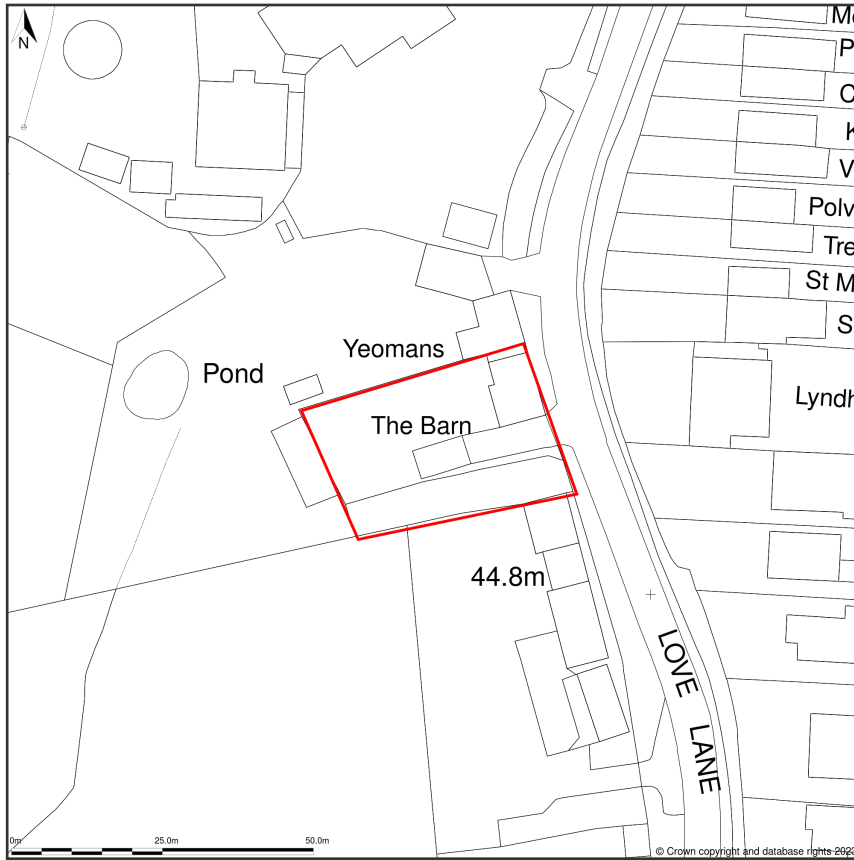 N
Polv
Tre
St M
Yeomans
Pond
The Barn
Lyndh
44.8m
LOVE LANE
0m
25.0m
50.0m
© Crown copyright and database rights 2023